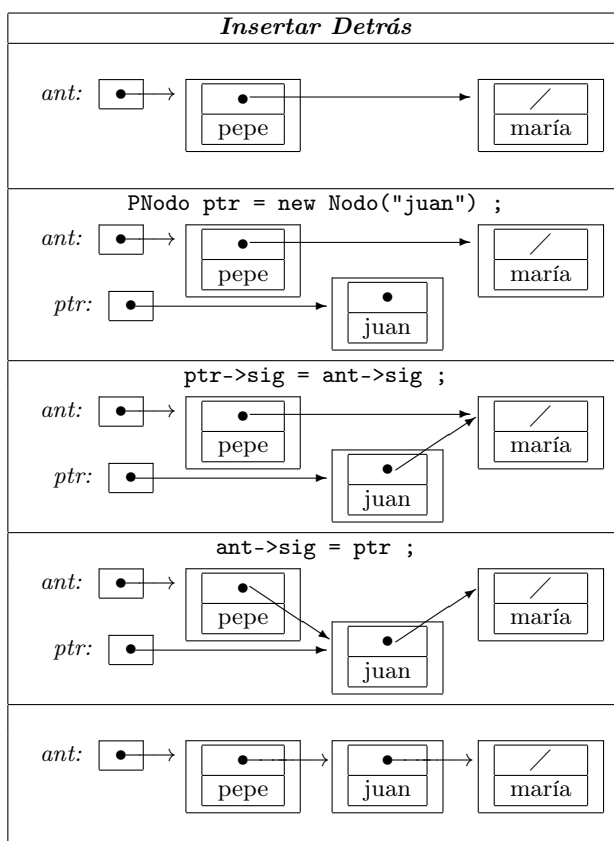 Insertar Detrás
ant:
pepe maría
PNodo ptr = new Nodo("juan") ;
ant:
pepe maría
ptr:
juan
ptr->sig = ant->sig ;
ant:
pepe maría
ptr:
juan
ant->sig = ptr ;
ant:
pepe maría
ptr:
juan
ant:
pepe juan maría